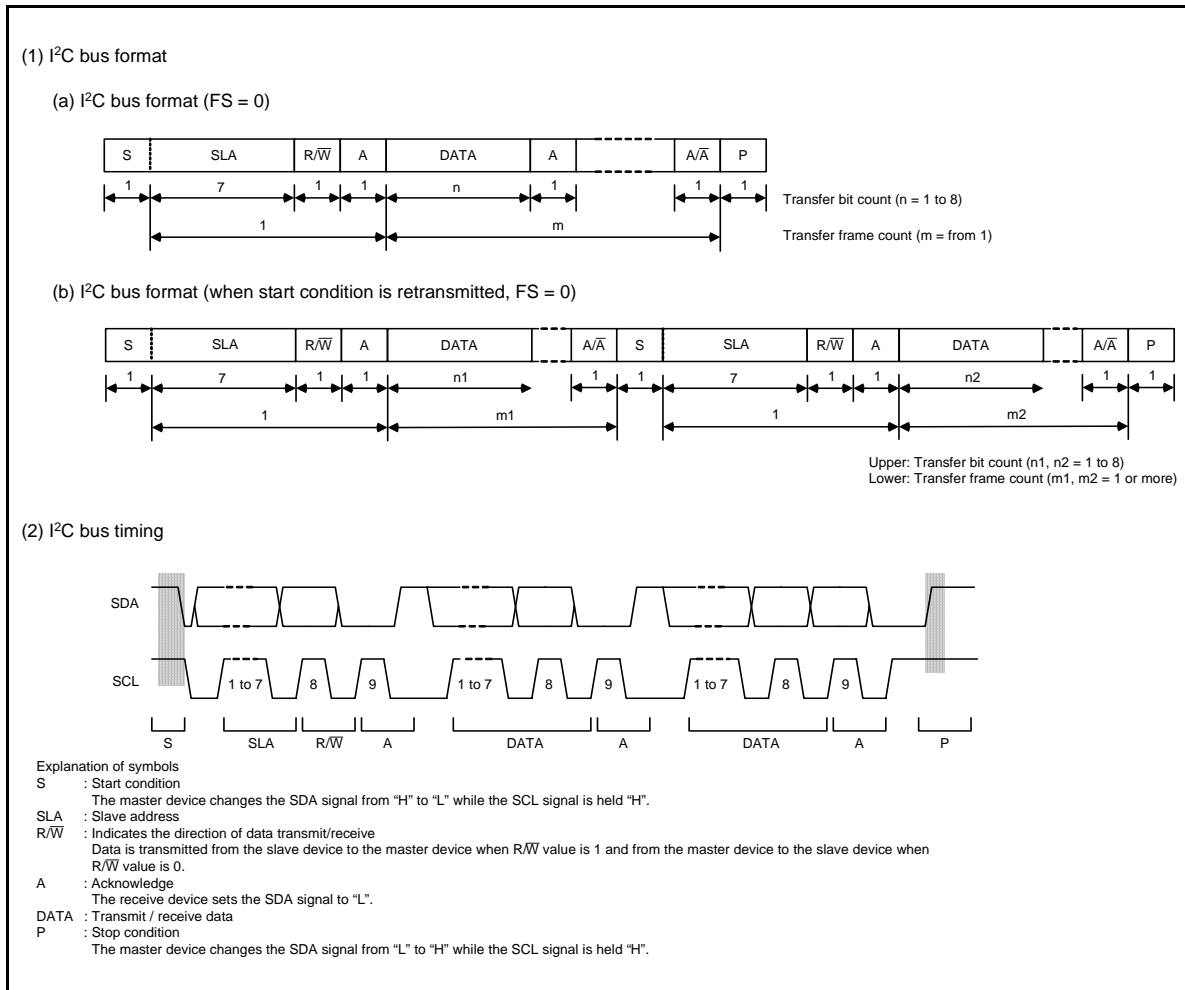 (1) I²C bus format
(a) I²C bus format (FS = 0)
S SLA R/W̅ A DATA A A/A̅ P
1 7 1 1 n 1 1 1
Transfer bit count (n = 1 to 8)
1 m
Transfer frame count (m = from 1)
(b) I²C bus format (when start condition is retransmitted, FS = 0)
S SLA R/W̅ A DATA A/A̅ S SLA R/W̅ A DATA A/A̅ P
1 7 1 1 n1 1 1 7 1 1 n2 1 1
1 m1 1 m2
Upper: Transfer bit count (n1, n2 = 1 to 8)
Lower: Transfer frame count (m1, m2 = 1 or more)
(2) I²C bus timing
SDA
SCL 1 to 7 8 9 1 to 7 8 9 1 to 7 8 9
S SLA R/W̅ A DATA A DATA A P
Explanation of symbols
S : Start condition
The master device changes the SDA signal from “H” to “L” while the SCL signal is held “H”.
SLA : Slave address
R/W̅ : Indicates the direction of data transmit/receive
Data is transmitted from the slave device to the master device when R/W̅ value is 1 and from the master device to the slave device when
R/W̅ value is 0.
A : Acknowledge
The receive device sets the SDA signal to “L”.
DATA : Transmit / receive data
P : Stop condition
The master device changes the SDA signal from “L” to “H” while the SCL signal is held “H”.